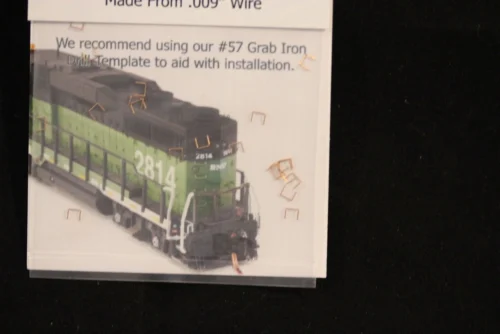 Made From .009" Wire
We recommend using our #57 Grab Iron
Drill Template to aid with installation.
2814
2814